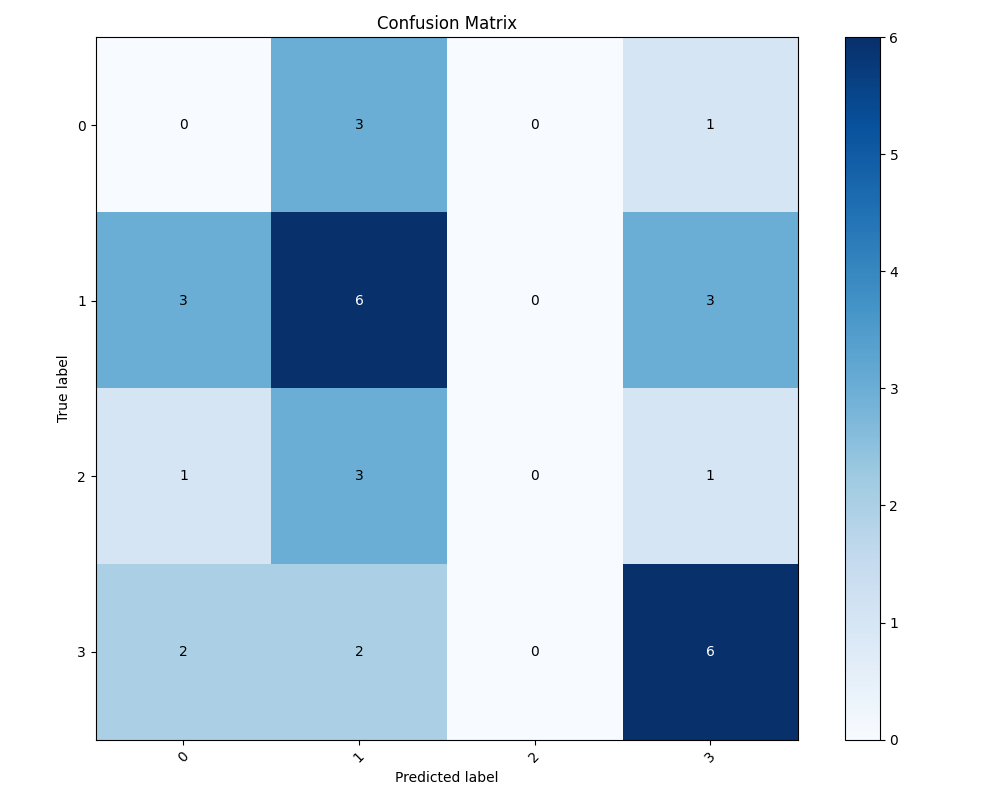 Confusion Matrix
0 3 0 1
3 6 0 3
1 3 0 1
2 2 0 6
0
1
2
3
True label
0 1 2 3
Predicted label
6
5
4
3
2
1
0